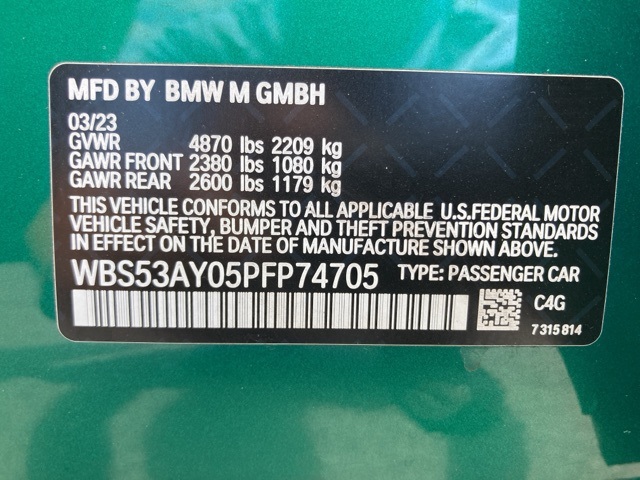 MFD BY BMW M GMBH
03/23
GVWR 4870 lbs 2209 kg
GAWR FRONT 2380 lbs 1080 kg
GAWR REAR 2600 lbs 1179 kg
THIS VEHICLE CONFORMS TO ALL APPLICABLE U.S.FEDERAL MOTOR
VEHICLE SAFETY, BUMPER AND THEFT PREVENTION STANDARDS
IN EFFECT ON THE DATE OF MANUFACTURE SHOWN ABOVE.
WBS53AY05PFP74705 TYPE: PASSENGER CAR
C4G
7 315 814